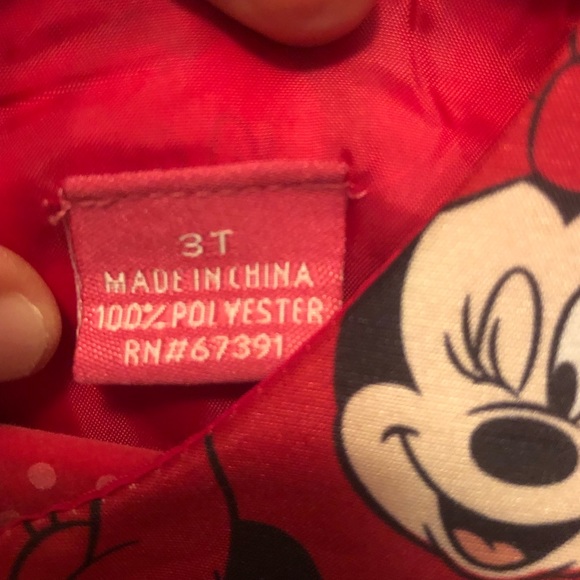 3T
MADE IN CHINA
100% POLYESTER
RN#67391